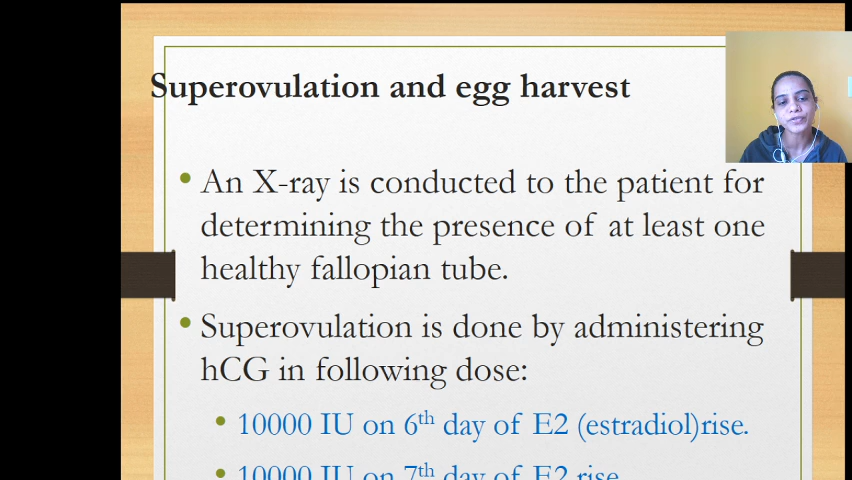 Superovulation and egg harvest
• An X-ray is conducted to the patient for
determining the presence of at least one
healthy fallopian tube.
• Superovulation is done by administering
hCG in following dose:
• 10000 IU on 6th day of E2 (estradiol)rise.
• 10000 IU on 7th day of E2 rise